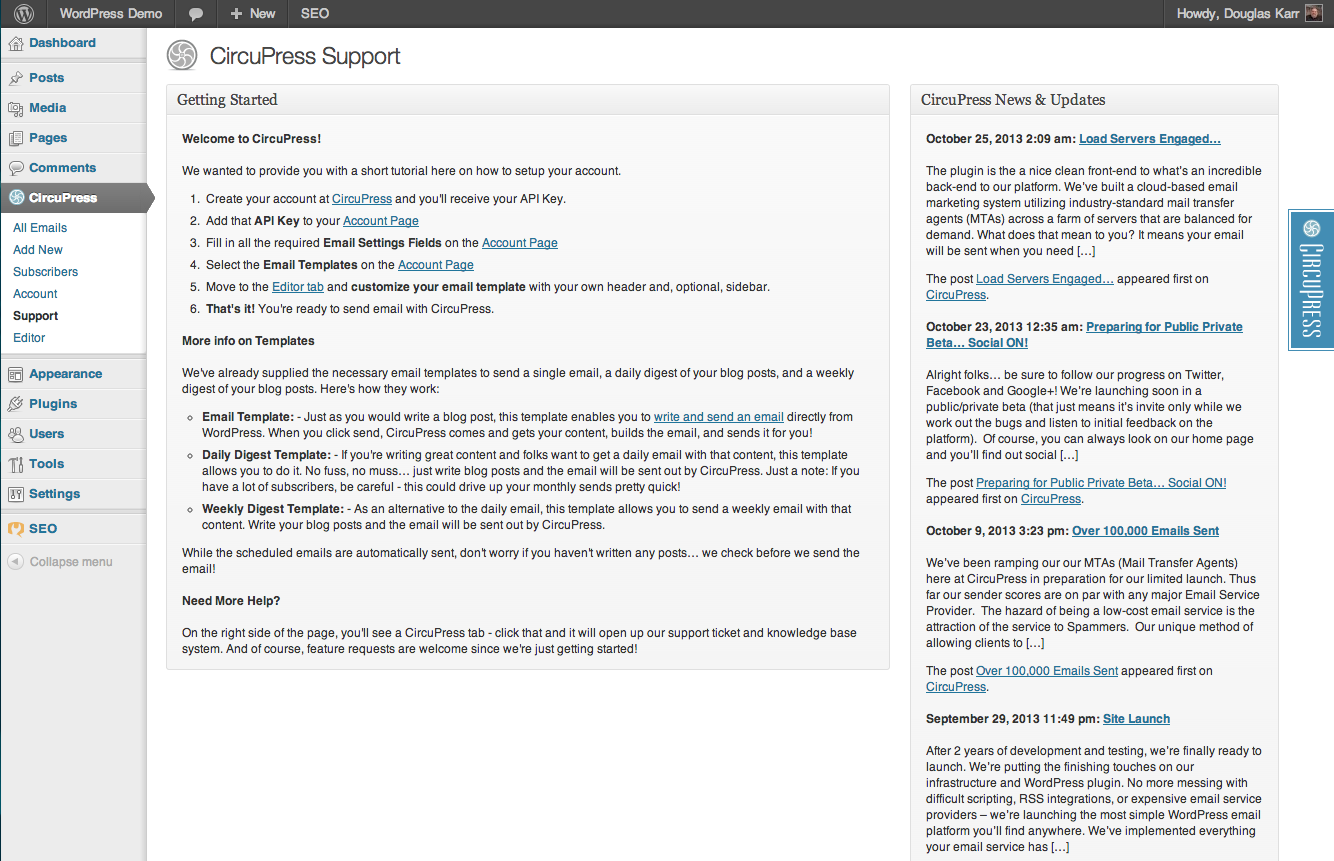 WordPress Demo
New
SEO
Howdy, Douglas Karr
Dashboard
Posts
Media
Pages
Comments
CircuPress
All Emails
Add New
Subscribers
Account
Support
Editor
Appearance
Plugins
Users
Tools
Settings
SEO
Collapse menu
CircuPress Support
Getting Started
Welcome to CircuPress!
We wanted to provide you with a short tutorial here on how to setup your account.
1. Create your account at CircuPress and you'll receive your API Key.
2. Add that API Key to your Account Page
3. Fill in all the required Email Settings Fields on the Account Page
4. Select the Email Templates on the Account Page
5. Move to the Editor tab and customize your email template with your own header and, optional, sidebar.
6. That's it! You're ready to send email with CircuPress.
More info on Templates
We've already supplied the necessary email templates to send a single email, a daily digest of your blog posts, and a weekly
digest of your blog posts. Here's how they work:
Email Template: - Just as you would write a blog post, this template enables you to write and send an email directly from
WordPress. When you click send, CircuPress comes and gets your content, builds the email, and sends it for you!
Daily Digest Template: - If you're writing great content and folks want to get a daily email with that content, this template
allows you to do it. No fuss, no muss... just write blog posts and the email will be sent out by CircuPress. Just a note: If you
have a lot of subscribers, be careful - this could drive up your monthly sends pretty quick!
Weekly Digest Template: - As an alternative to the daily email, this template allows you to send a weekly email with that
content. Write your blog posts and the email will be sent out by CircuPress.
While the scheduled emails are automatically sent, don't worry if you haven't written any posts... we check before we send the
email!
Need More Help?
On the right side of the page, you'll see a CircuPress tab - click that and it will open up our support ticket and knowledge base
system. And of course, feature requests are welcome since we're just getting started!
CircuPress News & Updates
October 25, 2013 2:09 am: Load Servers Engaged…
The plugin is the a nice clean front-end to what's an incredible
back-end to our platform. We've built a cloud-based email
marketing system utilizing industry-standard mail transfer
agents (MTAs) across a farm of servers that are balanced for
demand. What does that mean to you? It means your email
will be sent when you need […]
The post Load Servers Engaged… appeared first on
CircuPress.
October 23, 2013 12:35 am: Preparing for Public Private
Beta… Social ON!
Alright folks… be sure to follow our progress on Twitter,
Facebook and Google+! We're launching soon in a
public/private beta (that just means it's invite only while we
work out the bugs and listen to initial feedback on the
platform). Of course, you can always look on our home page
and you'll find out social […]
The post Preparing for Public Private Beta… Social ON!
appeared first on CircuPress.
October 9, 2013 3:23 pm: Over 100,000 Emails Sent
We've been ramping our our MTAs (Mail Transfer Agents)
here at CircuPress in preparation for our limited launch. Thus
far our sender scores are on par with any major Email Service
Provider. The hazard of being a low-cost email service is the
attraction of the service to Spammers. Our unique method of
allowing clients to […]
The post Over 100,000 Emails Sent appeared first on
CircuPress.
September 29, 2013 11:49 pm: Site Launch
After 2 years of development and testing, we're finally ready to
launch. We're putting the finishing touches on our
infrastructure and WordPress plugin. No more messing with
difficult scripting, RSS integrations, or expensive email service
providers – we're launching the most simple WordPress email
platform you'll find anywhere. We've implemented everything
your email service has […]
CIRCUPRESS